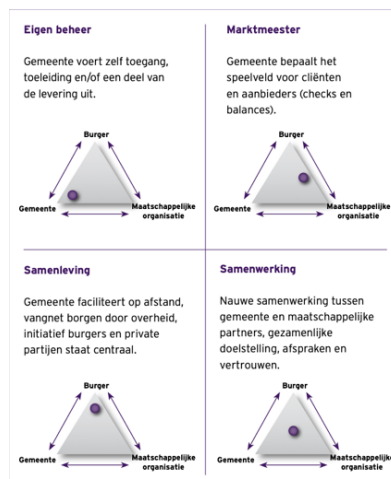 Eigen beheer
Gemeente voert zelf toegang,
toeleiding en/of een deel van
de levering uit.
Burger
Gemeente
Maatschappelijke
organisatie
Marktmeester
Gemeente bepaalt het
speelveld voor cliënten
en aanbieders (checks en
balances).
Burger
Gemeente
Maatschappelijke
organisatie
Samenleving
Gemeente faciliteert op afstand,
vangnet borgen door overheid,
initiatief burgers en private
partijen staat centraal.
Burger
Gemeente
Maatschappelijke
organisatie
Samenwerking
Nauwe samenwerking tussen
gemeente en maatschappelijke
partners, gezamenlijke
doelstelling, afspraken en
vertrouwen.
Burger
Gemeente
Maatschappelijke
organisatie